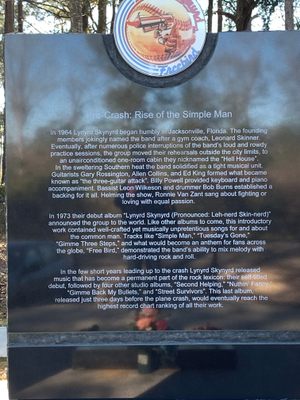 Pre-Crash: Rise of the Simple Man
In 1964 Lynyrd Skynyrd began humbly in Jacksonville, Florida. The founding
members jokingly named the band after a gym coach, Leonard Skinner.
Eventually, after numerous police interruptions of the band's loud and rowdy
practice sessions, the group moved their rehearsals outside the city limits, to
an unairconditioned one-room cabin they nicknamed the "Hell House".
In the sweltering Southern heat the band solidified as a tight musical unit.
Guitarists Gary Rossington, Allen Collins, and Ed King formed what became
known as "the three-guitar attack". Billy Powell provided keyboard and piano
accompaniment. Bassist Leon Wilkeson and drummer Bob Burns established a
backing for it all. Helming the show, Ronnie Van Zant sang about fighting or
loving with equal passion.
In 1973 their debut album "Lynyrd Skynyrd (Pronounced: Leh-nerd Skin-nerd)"
announced the group to the world. Like other albums to come, this introductory
work contained well-crafted yet musically unpretentious songs for and about
the common man. Tracks like "Simple Man," "Tuesday's Gone,"
"Gimme Three Steps," and what would become an anthem for fans across
the globe, "Free Bird," demonstrated the band's ability to mix melody with
hard-driving rock and roll.
In the few short years leading up to the crash Lynyrd Skynyrd released
music that has become a permanent part of the rock lexicon: their self-titled
debut, followed by four other studio albums, "Second Helping," "Nuthin' Fancy,"
"Gimme Back My Bullets," and "Street Survivors". This last album,
released just three days before the plane crash, would eventually reach the
highest record chart ranking of all their work.